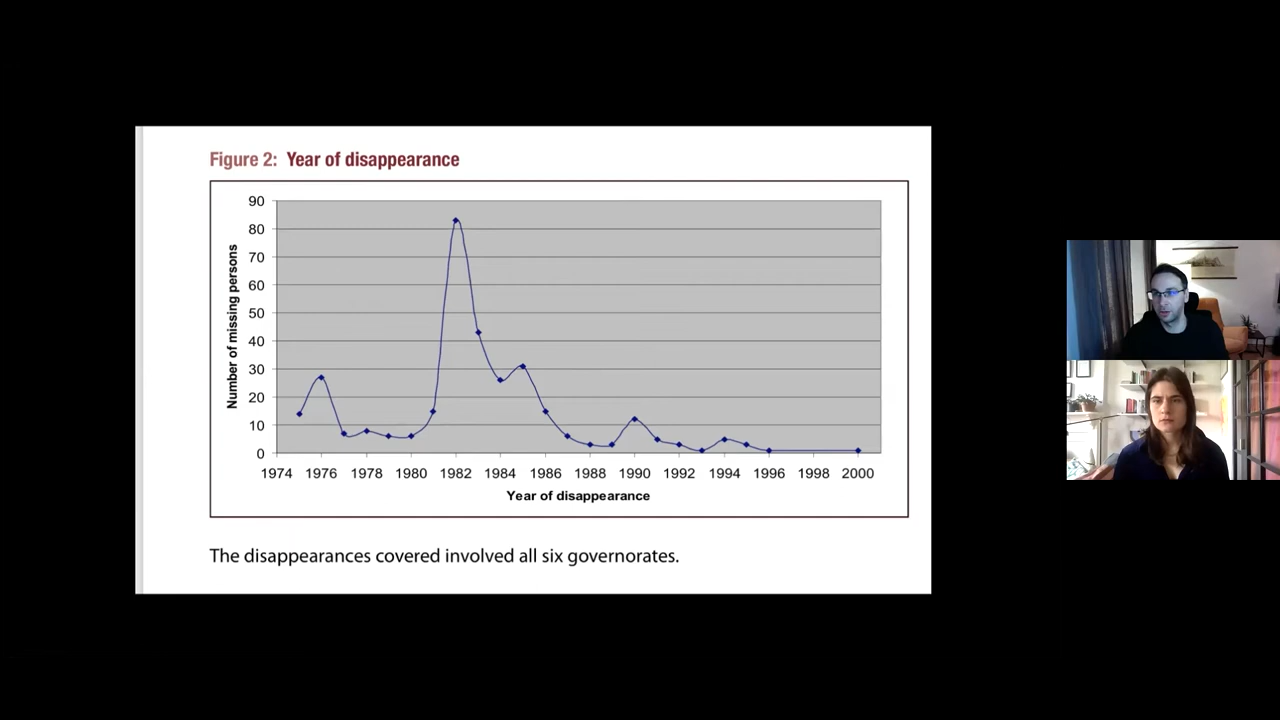 Figure 2: Year of disappearance
90
80
70
60
50
40
30
20
10
0
Number of missing persons
1974 1976 1978 1980 1982 1984 1986 1988 1990 1992 1994 1996 1998 2000
Year of disappearance
The disappearances covered involved all six governorates.